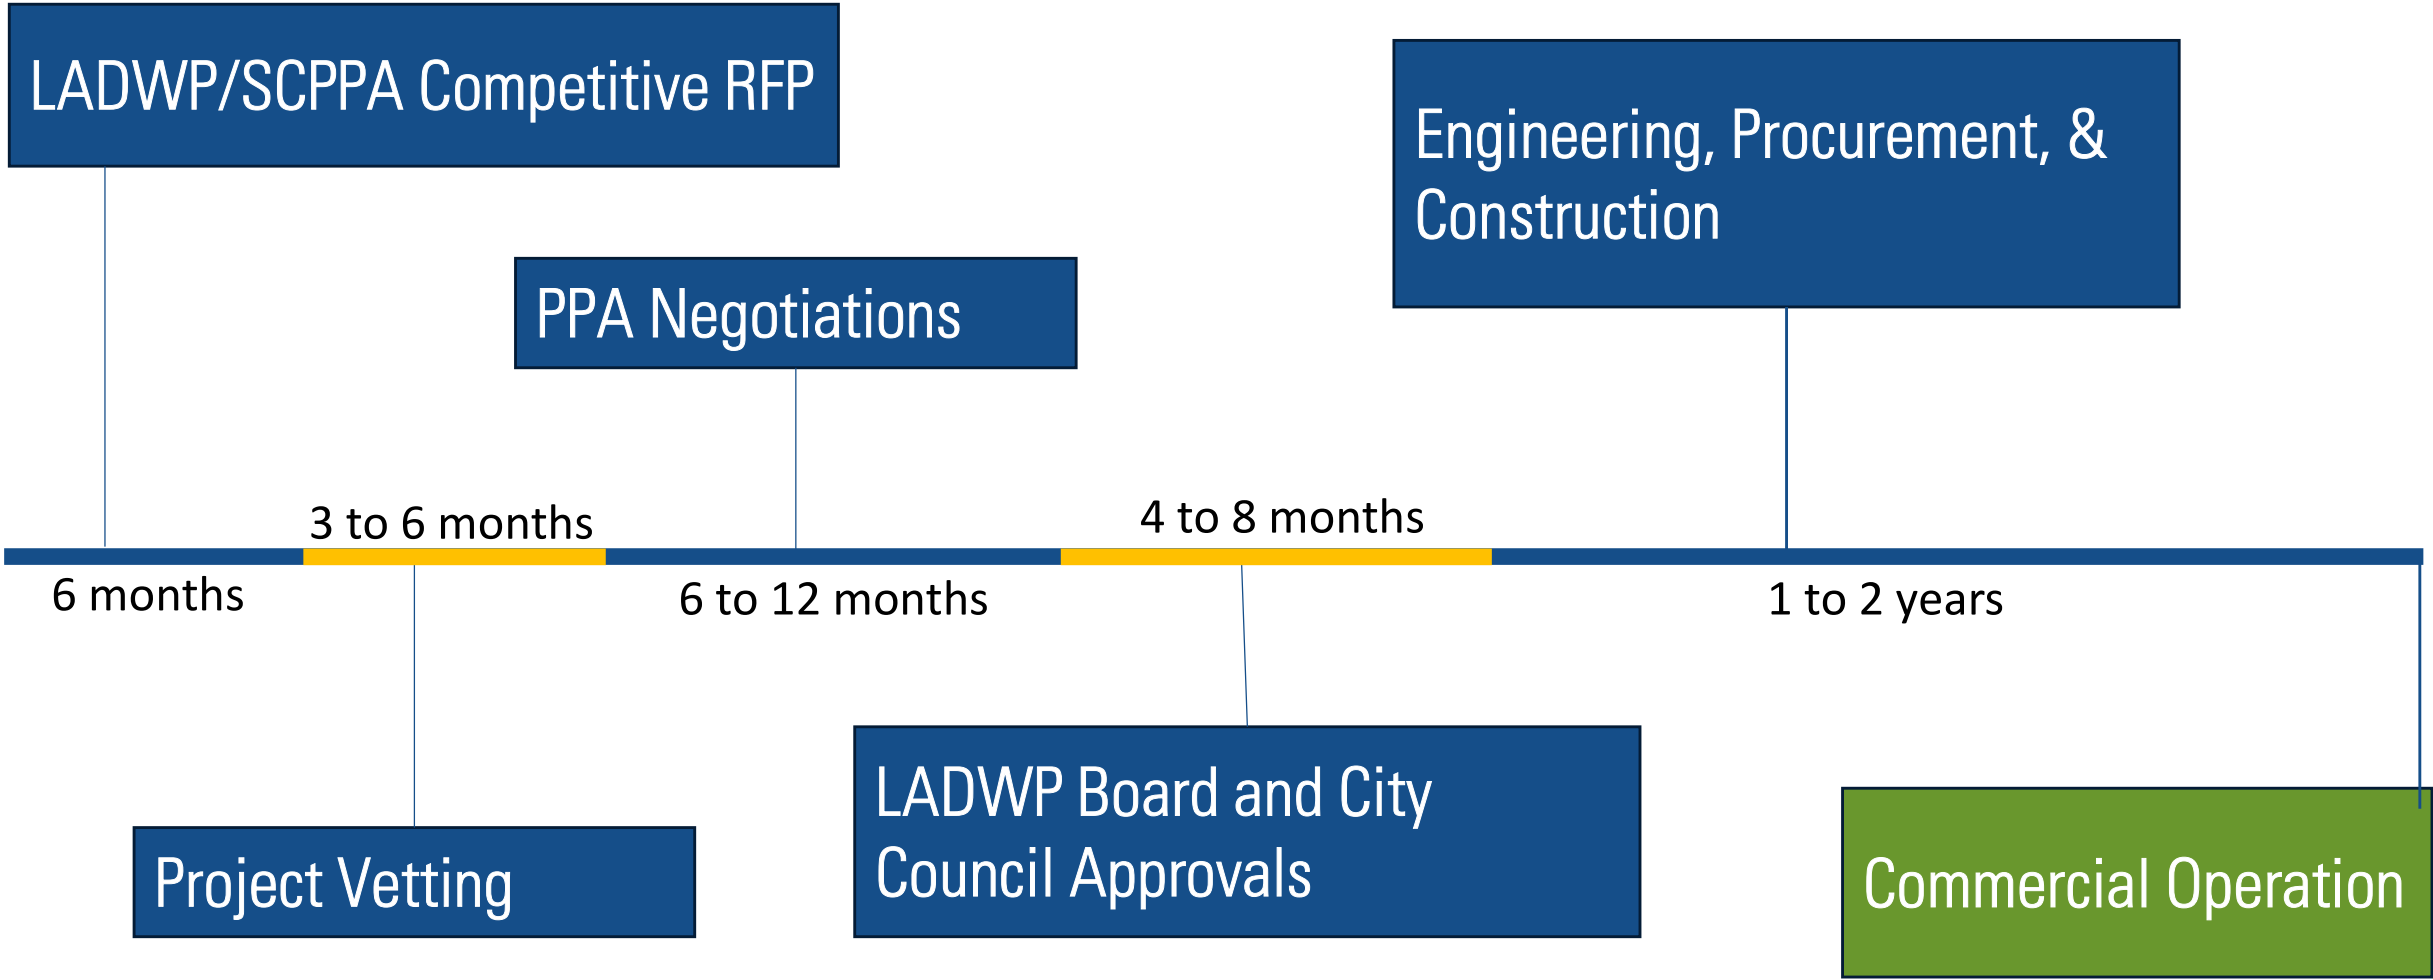 LADWP/SCPPA Competitive RFP
Engineering, Procurement, &
Construction
PPA Negotiations
3 to 6 months
4 to 8 months
6 months
6 to 12 months
1 to 2 years
Project Vetting
LADWP Board and City
Council Approvals
Commercial Operation